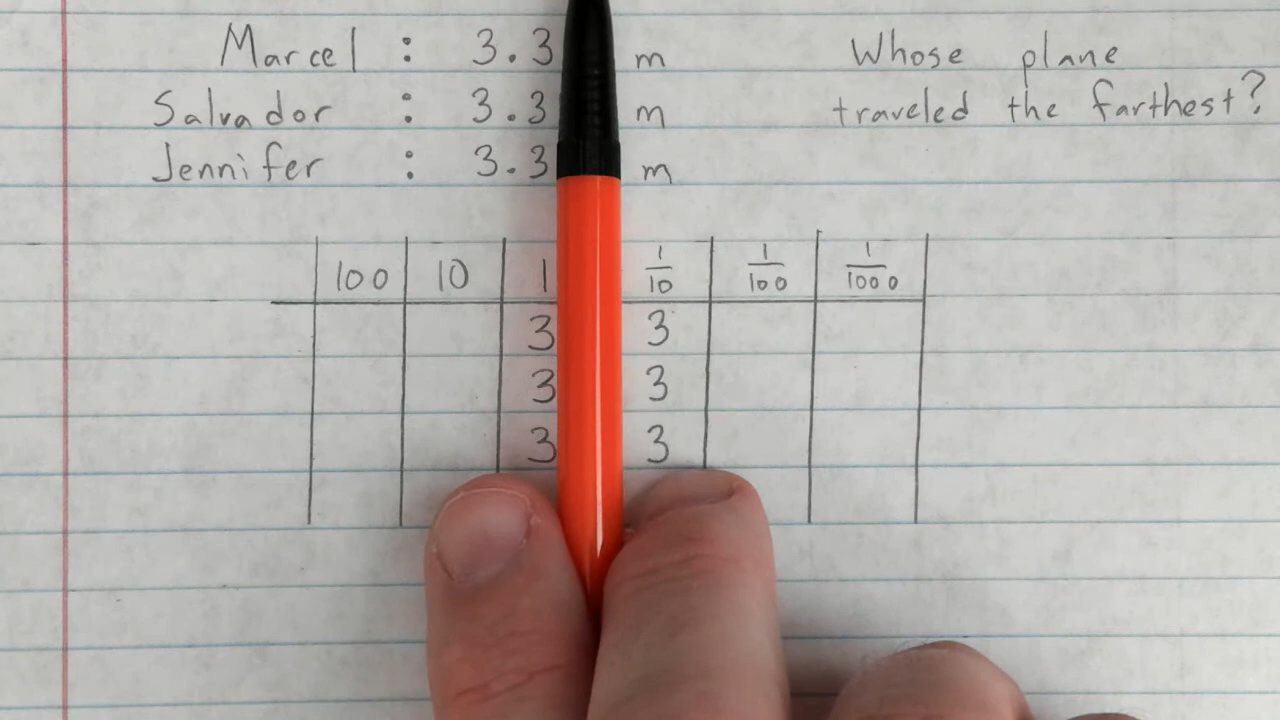 Marcel : 3.3 m
Whose plane
Salvador : 3.3 m
traveled the farthest?
Jennifer : 3.3 m
100 10 1 1/10 1/100 1/1000
3 3
3 3
3 3